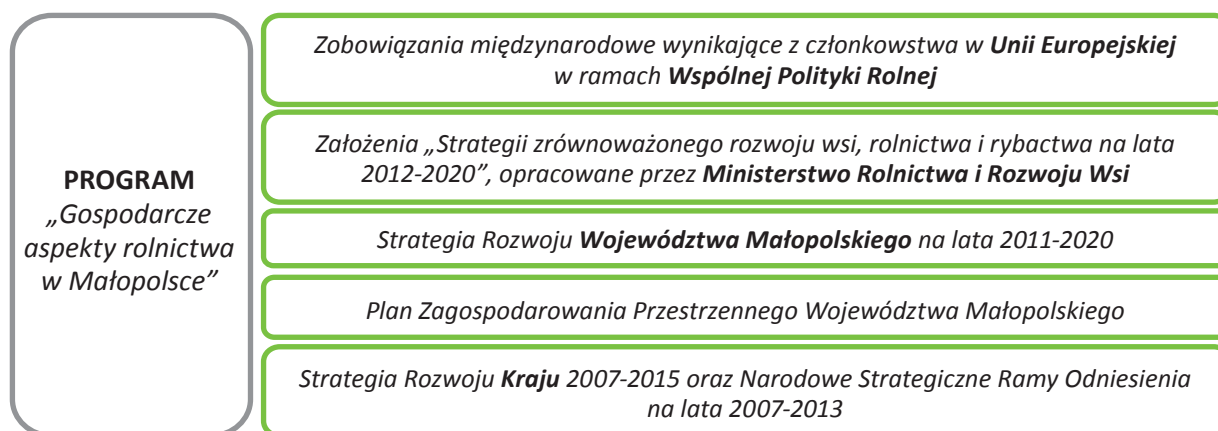 PROGRAM
„Gospodarcze
aspekty rolnictwa
w Małopolsce”
Zobowiązania międzynarodowe wynikające z członkowstwa w Unii Europejskiej
w ramach Wspólnej Polityki Rolnej
Założenia „Strategii zrównoważonego rozwoju wsi, rolnictwa i rybactwa na lata
2012-2020”, opracowane przez Ministerstwo Rolnictwa i Rozwoju Wsi
Strategia Rozwoju Województwa Małopolskiego na lata 2011-2020
Plan Zagospodarowania Przestrzennego Województwa Małopolskiego
Strategia Rozwoju Kraju 2007-2015 oraz Narodowe Strategiczne Ramy Odniesienia
na lata 2007-2013